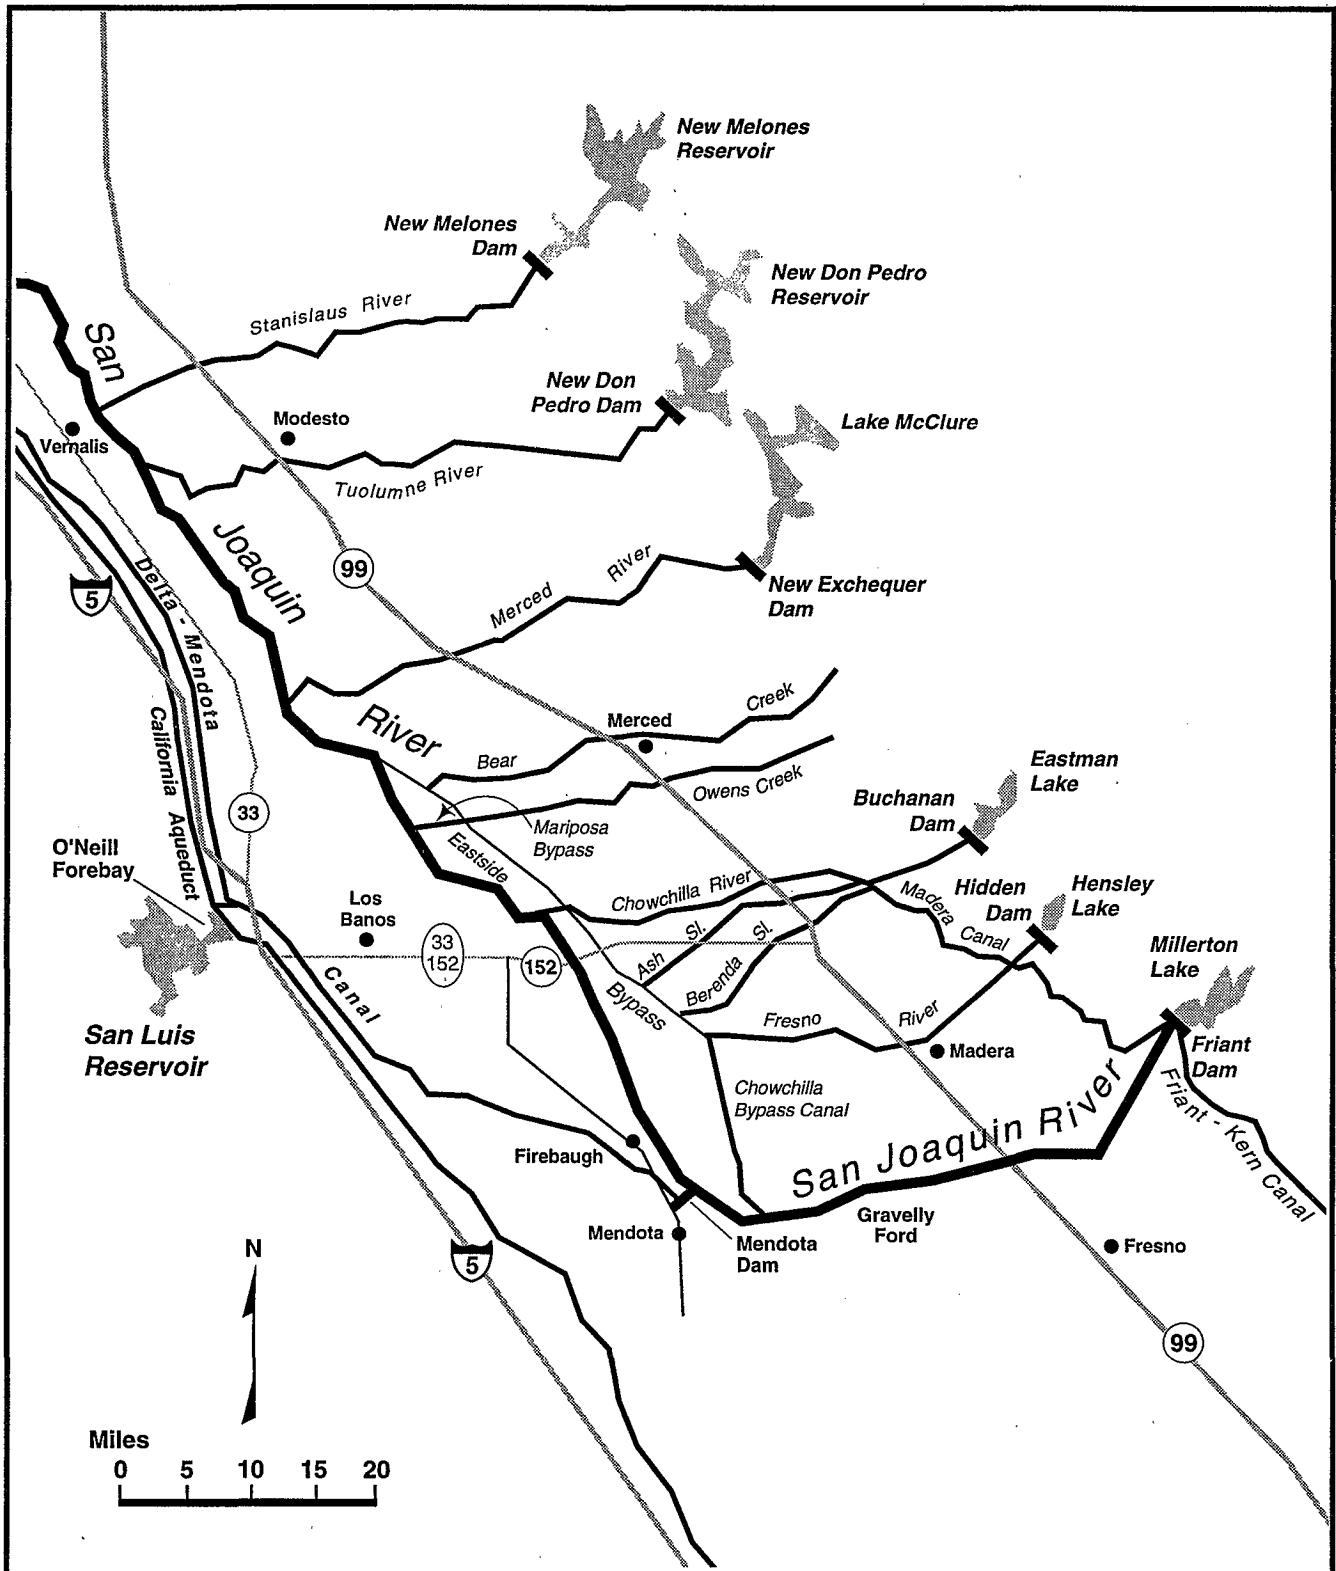 New Melones
Reservoir
New Melones
Dam
New Don Pedro
Reservoir
Stanislaus River
San
New Don
Pedro Dam
Modesto
Lake McClure
Vernalis
Tuolumne River
Joaquin
99
Delta - Mendota
5
Merced River
New Exchequer
Dam
California Aqueduct
River
Merced
Creek
Bear
Owens Creek
Eastman
Lake
Buchanan
Dam
33
Mariposa
Bypass
O'Neill
Forebay
Eastside
Chowchilla River
Madera
Canal
Hidden
Dam
Hensley
Lake
Los
Banos
33
152
152
Ash Sl.
Berenda Sl.
Millerton
Lake
Canal
Bypass
Fresno River
San Luis
Reservoir
Madera
Friant
Dam
Chowchilla
Bypass Canal
Friant - Kern Canal
San Joaquin River
Firebaugh
Gravelly
Ford
Mendota
Mendota
Dam
Fresno
N
5
99
Miles
0 5 10 15 20